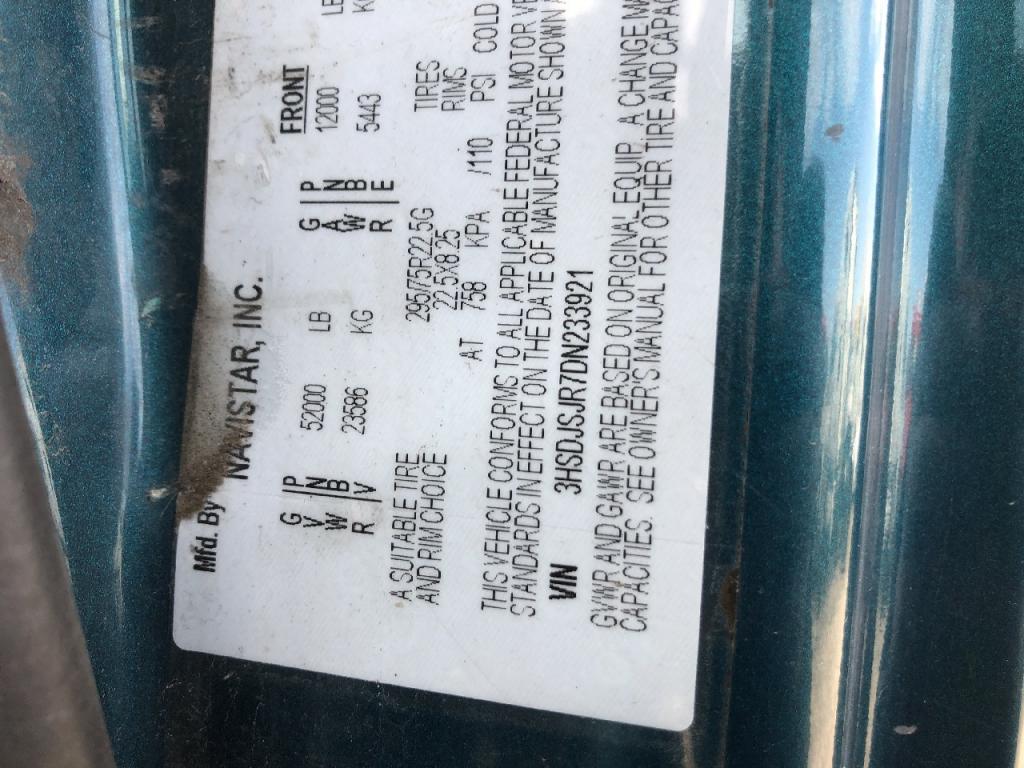 Mfd. By NAVISTAR, INC.
FRONT
G /P 52000 LB G P 12000
V /N 23586 KG A N 5443
W B W B
R V R E
A SUITABLE TIRE 295/75R22.5G TIRES
AND RIM CHOICE 22.5X8.25 RIMS
AT 758 KPA /110 PSI COLD
THIS VEHICLE CONFORMS TO ALL APPLICABLE FEDERAL MOTOR
STANDARDS IN EFFECT ON THE DATE OF MANUFACTURE SHOWN
VIN 3HSDJSJR7DN233921
GVWR AND GAWR ARE BASED ON ORIGINAL EQUIP. A CHANGE
CAPACITIES. SEE OWNER'S MANUAL FOR OTHER TIRE AND